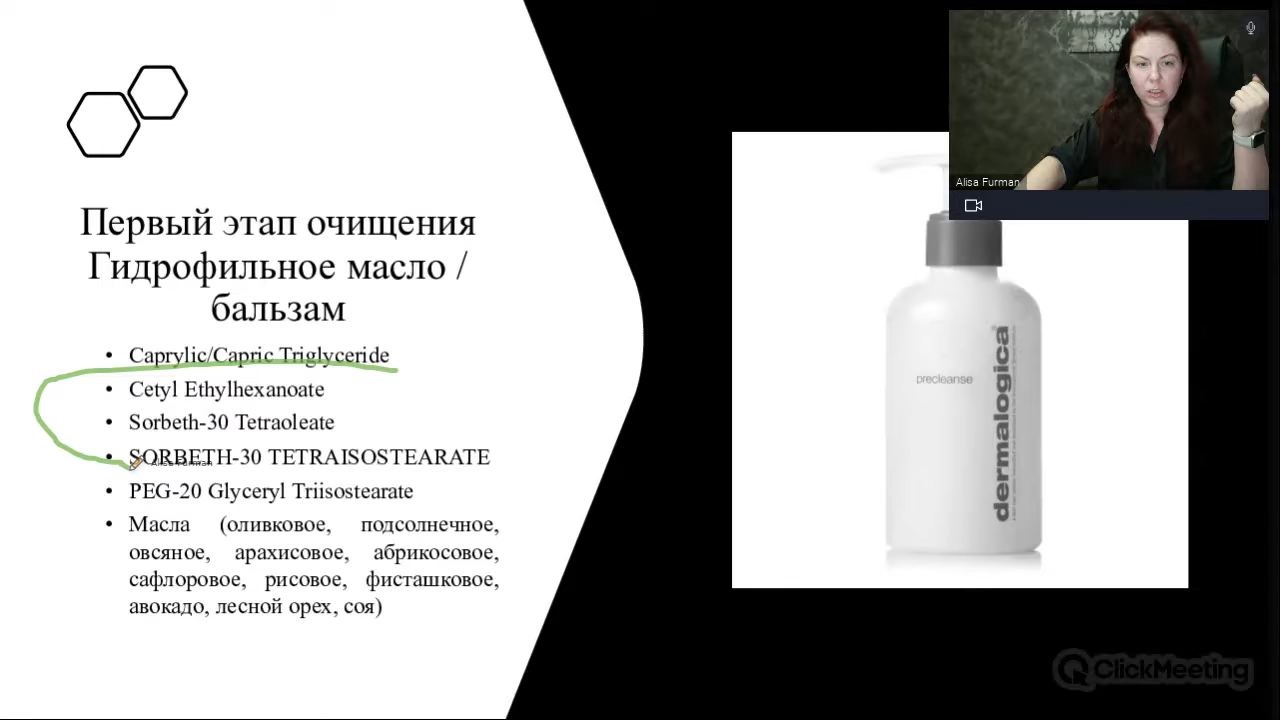 Первый этап очищения
Гидрофильное масло /
бальзам
• Caprylic/Capric Triglyceride
• Cetyl Ethylhexanoate
• Sorbeth-30 Tetraoleate
• SORBETH-30 TETRAISOSTEARATE
Alisa Furman
• PEG-20 Glyceryl Triisostearate
• Масла (оливковое, подсолнечное,
овсяное, арахисовое, абрикосовое,
сафлоровое, рисовое, фисташковое,
авокадо, лесной орех, соя)
precleanse
dermalogica
Alisa Furman
ClickMeeting